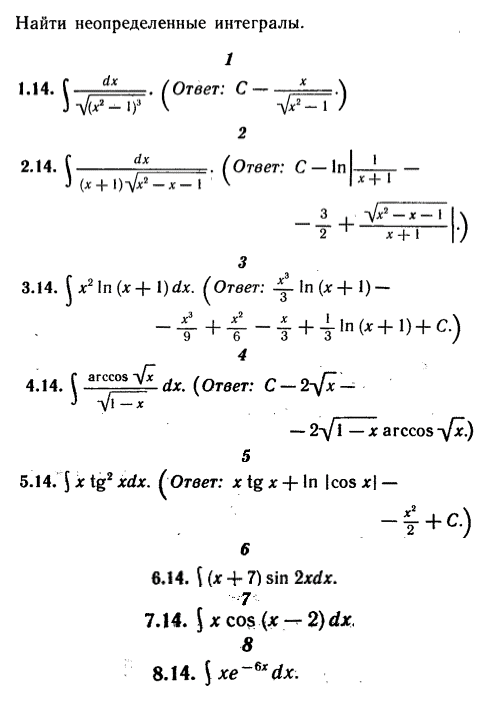 Найти неопределенные интегралы.
1
1.14. ∫ dx/√((x² − 1)³). (Ответ: C − x/√(x² − 1).)
2
2.14. ∫ dx/((x + 1)√(x² − x − 1)). (Ответ: C − ln|1/(x + 1) −
− 3/2 + √(x² − x − 1)/(x + 1)|.)
3
3.14. ∫ x² ln (x + 1) dx. (Ответ: x³/3 ln (x + 1) −
− x³/9 + x²/6 − x/3 + 1/3 ln (x + 1) + C.)
4
4.14. ∫ arccos √x/√(1 − x) dx. (Ответ: C − 2√x −
− 2√(1 − x) arccos √x.)
5
5.14. ∫ x tg² xdx. (Ответ: x tg x + ln |cos x| −
− x²/2 + C.)
6
6.14. ∫ (x + 7) sin 2xdx.
7
7.14. ∫ x cos (x − 2) dx.
8
8.14. ∫ xe⁻⁶ˣ dx.